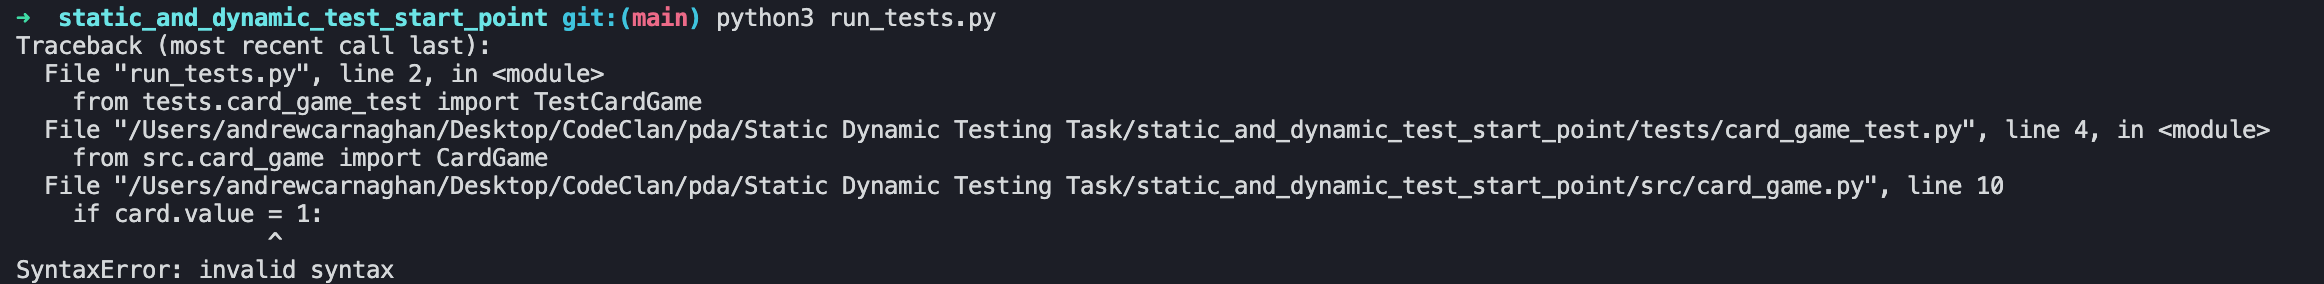 ➜  static_and_dynamic_test_start_point git:(main) python3 run_tests.py
Traceback (most recent call last):
  File "run_tests.py", line 2, in <module>
    from tests.card_game_test import TestCardGame
  File "/Users/andrewcarnaghan/Desktop/CodeClan/pda/Static Dynamic Testing Task/static_and_dynamic_test_start_point/tests/card_game_test.py", line 4, in <module>
    from src.card_game import CardGame
  File "/Users/andrewcarnaghan/Desktop/CodeClan/pda/Static Dynamic Testing Task/static_and_dynamic_test_start_point/src/card_game.py", line 10
    if card.value = 1:
                  ^
SyntaxError: invalid syntax